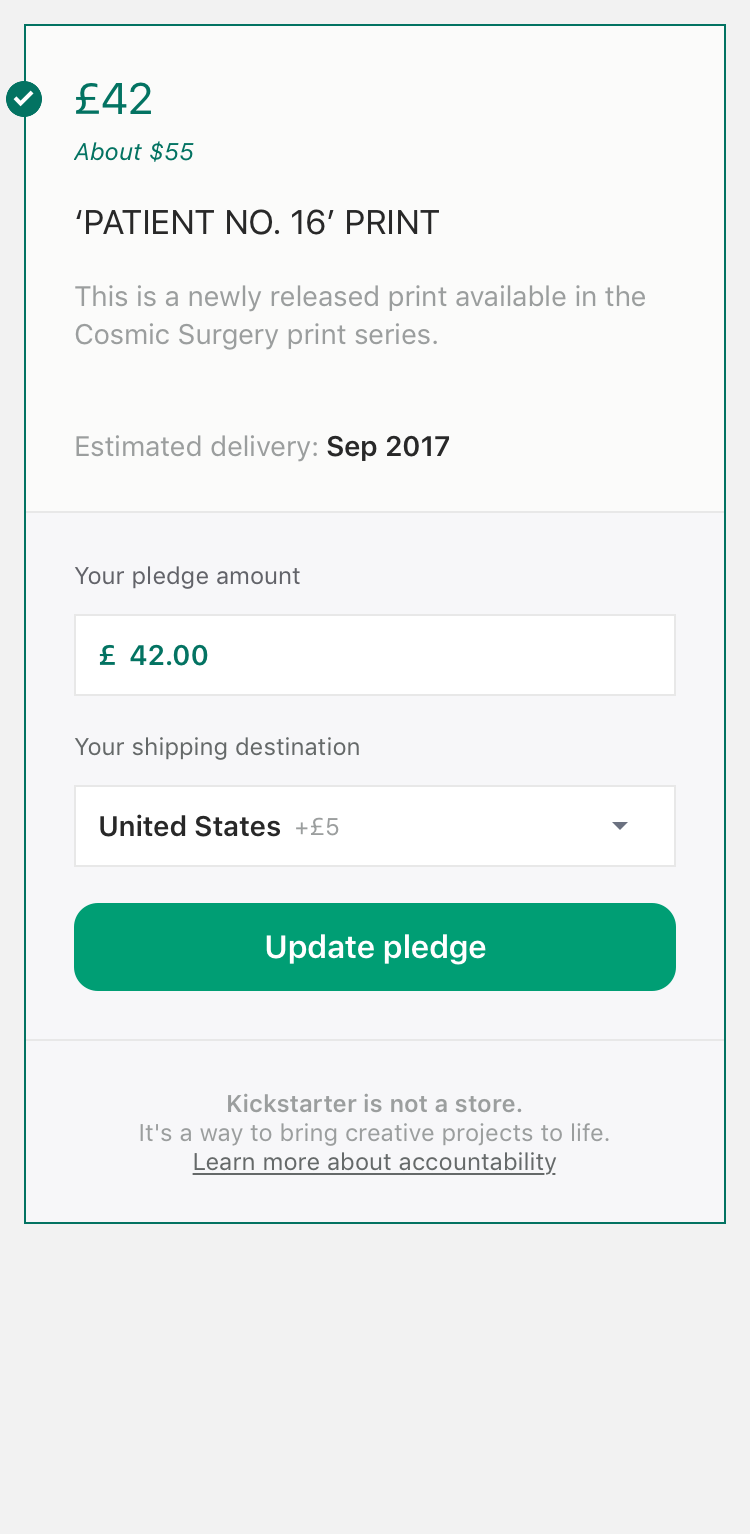 £42
About $55
‘PATIENT NO. 16’ PRINT
This is a newly released print available in the
Cosmic Surgery print series.
Estimated delivery: Sep 2017
Your pledge amount
£ 42.00
Your shipping destination
United States +£5
Update pledge
Kickstarter is not a store.
It's a way to bring creative projects to life.
Learn more about accountability